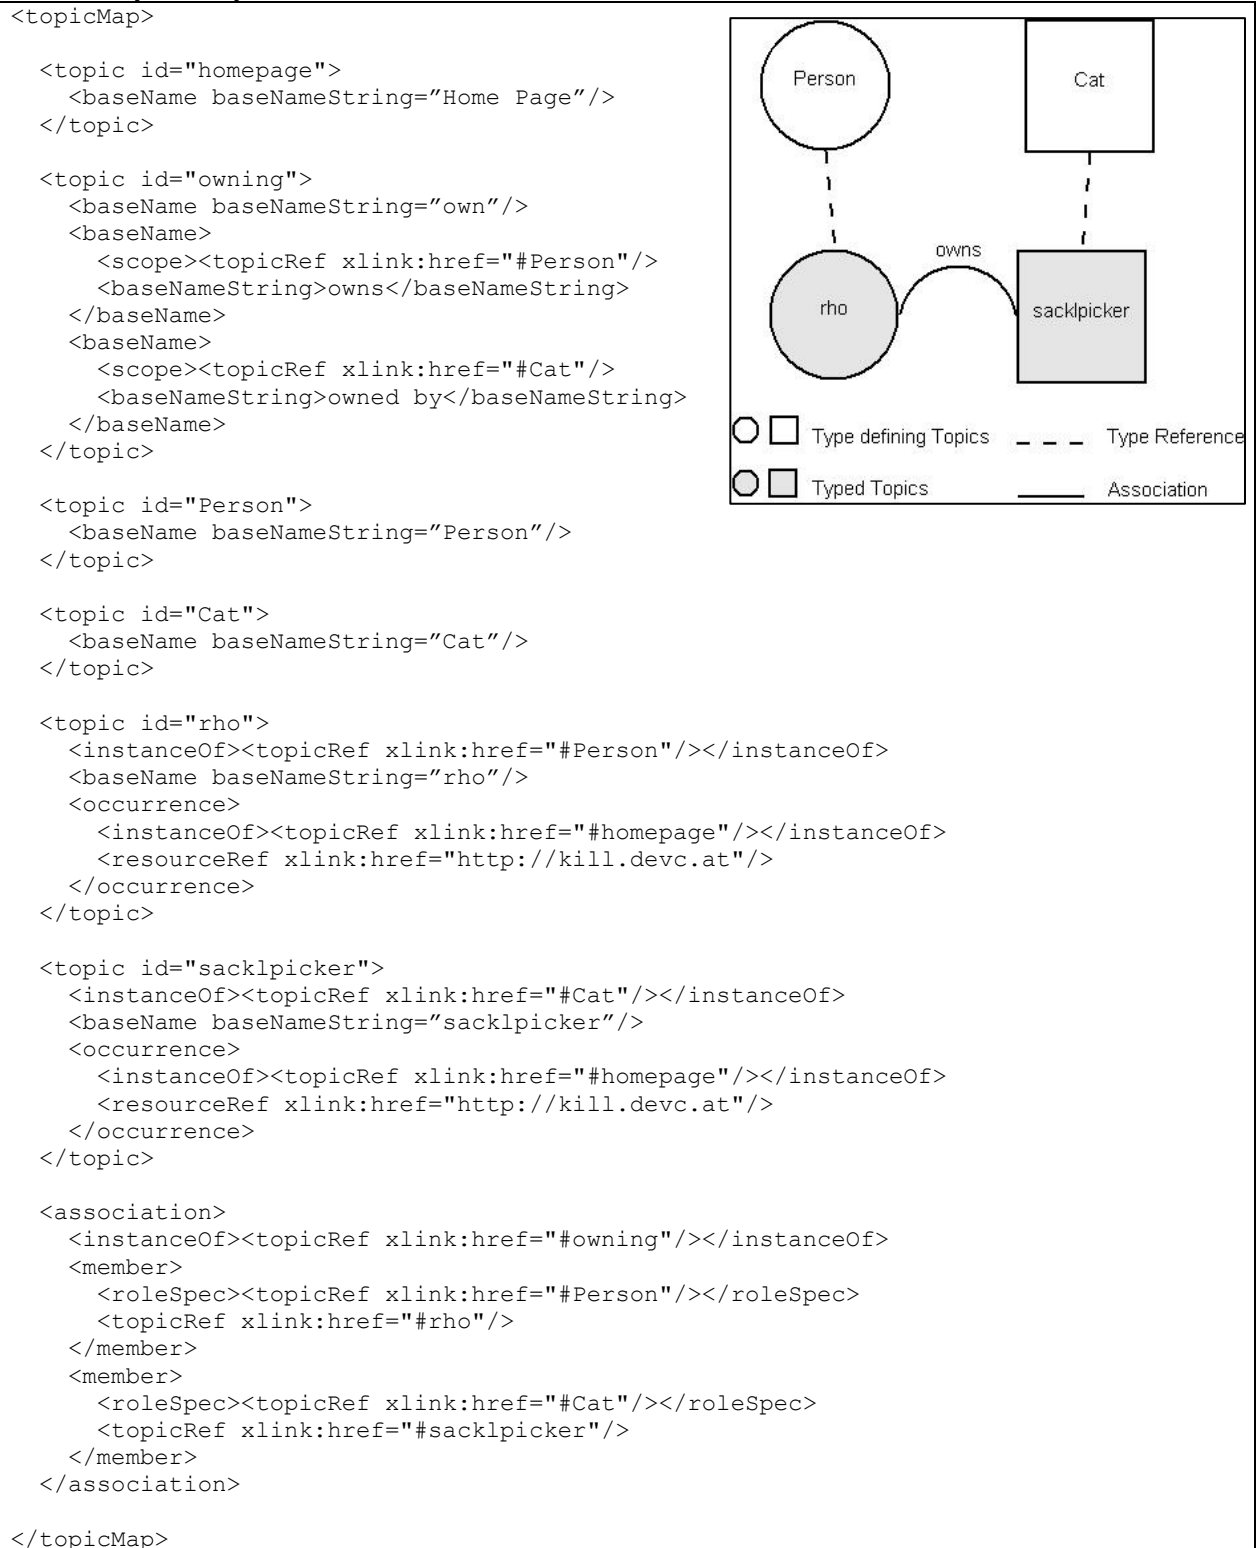 <topicMap>
  <topic id="homepage">
    <baseName baseNameString=”Home Page”/>
  </topic>
  <topic id="owning">
    <baseName baseNameString=”own”/>
    <baseName>
      <scope><topicRef xlink:href="#Person"/>
      <baseNameString>owns</baseNameString>
    </baseName>
    <baseName>
      <scope><topicRef xlink:href="#Cat"/>
      <baseNameString>owned by</baseNameString>
    </baseName>
  </topic>
  <topic id="Person">
    <baseName baseNameString=”Person”/>
  </topic>
  <topic id="Cat">
    <baseName baseNameString=”Cat”/>
  </topic>
  <topic id="rho">
    <instanceOf><topicRef xlink:href="#Person"/></instanceOf>
    <baseName baseNameString=”rho”/>
    <occurrence>
      <instanceOf><topicRef xlink:href="#homepage"/></instanceOf>
      <resourceRef xlink:href="http://kill.devc.at"/>
    </occurrence>
  </topic>
  <topic id="sacklpicker">
    <instanceOf><topicRef xlink:href="#Cat"/></instanceOf>
    <baseName baseNameString=”sacklpicker”/>
    <occurrence>
      <instanceOf><topicRef xlink:href="#homepage"/></instanceOf>
      <resourceRef xlink:href="http://kill.devc.at"/>
    </occurrence>
  </topic>
  <association>
    <instanceOf><topicRef xlink:href="#owning"/></instanceOf>
    <member>
      <roleSpec><topicRef xlink:href="#Person"/></roleSpec>
      <topicRef xlink:href="#rho"/>
    </member>
    <member>
      <roleSpec><topicRef xlink:href="#Cat"/></roleSpec>
      <topicRef xlink:href="#sacklpicker"/>
    </member>
  </association>
</topicMap>
Person
Cat
owns
rho
sacklpicker
Type defining Topics
Type Reference
Typed Topics
Association